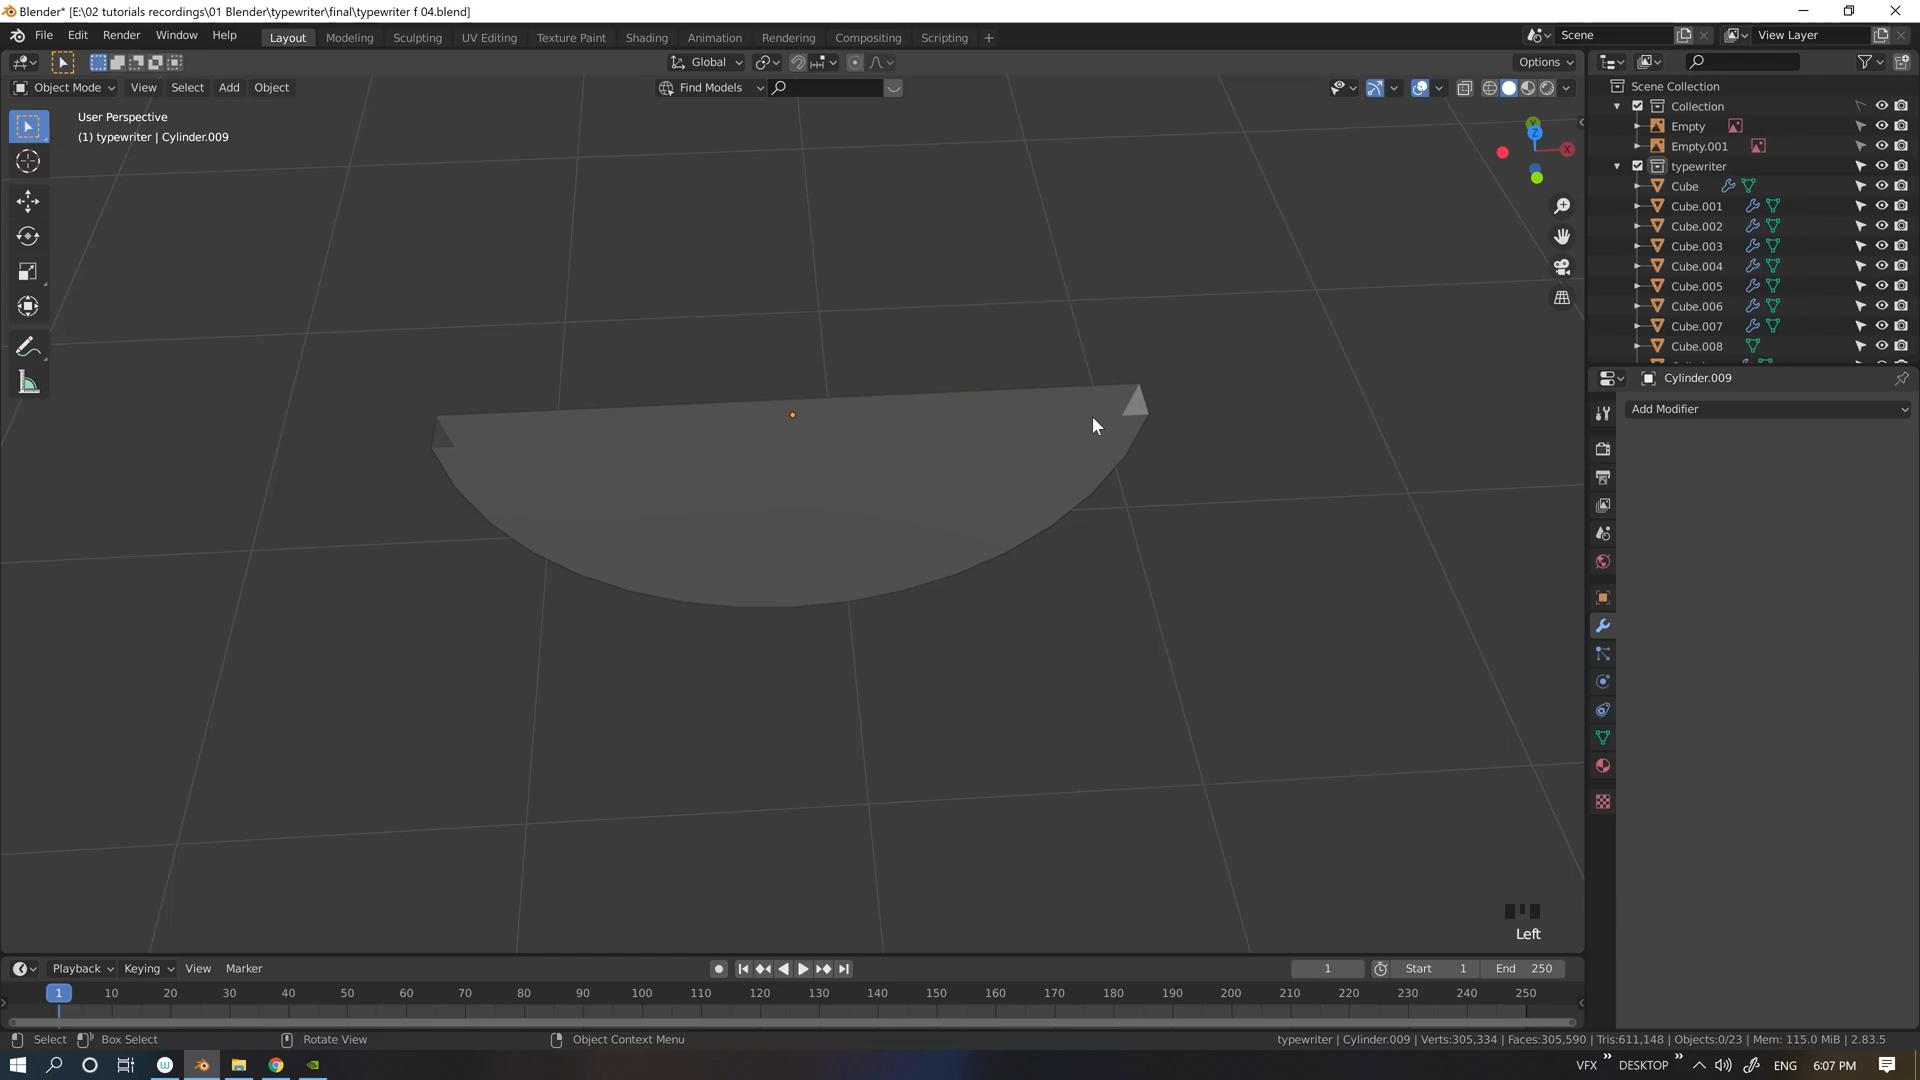 Blender* [E:\02 tutorials recordings\01 Blender\typewriter\final\typewriter f 04.blend]
File Edit Render Window Help Layout Modeling Sculpting UV Editing Texture Paint Shading Animation Rendering Compositing Scripting + Scene View Layer
Global Options
Object Mode View Select Add Object Find Models
User Perspective
(1) typewriter | Cylinder.009
Y
Z
X
Scene Collection
Collection
Empty
Empty.001
typewriter
Cube
Cube.001
Cube.002
Cube.003
Cube.004
Cube.005
Cube.006
Cube.007
Cube.008
Cylinder.009
Add Modifier
Left
Playback Keying View Marker 1 Start 1 End 250
1 10 20 30 40 50 60 70 80 90 100 110 120 130 140 150 160 170 180 190 200 210 220 230 240 250
Select Box Select Rotate View Object Context Menu typewriter | Cylinder.009 | Verts:305,334 | Faces:305,590 | Tris:611,148 | Objects:0/23 | Mem: 115.0 MiB | 2.83.5
VFX DESKTOP ENG 6:07 PM